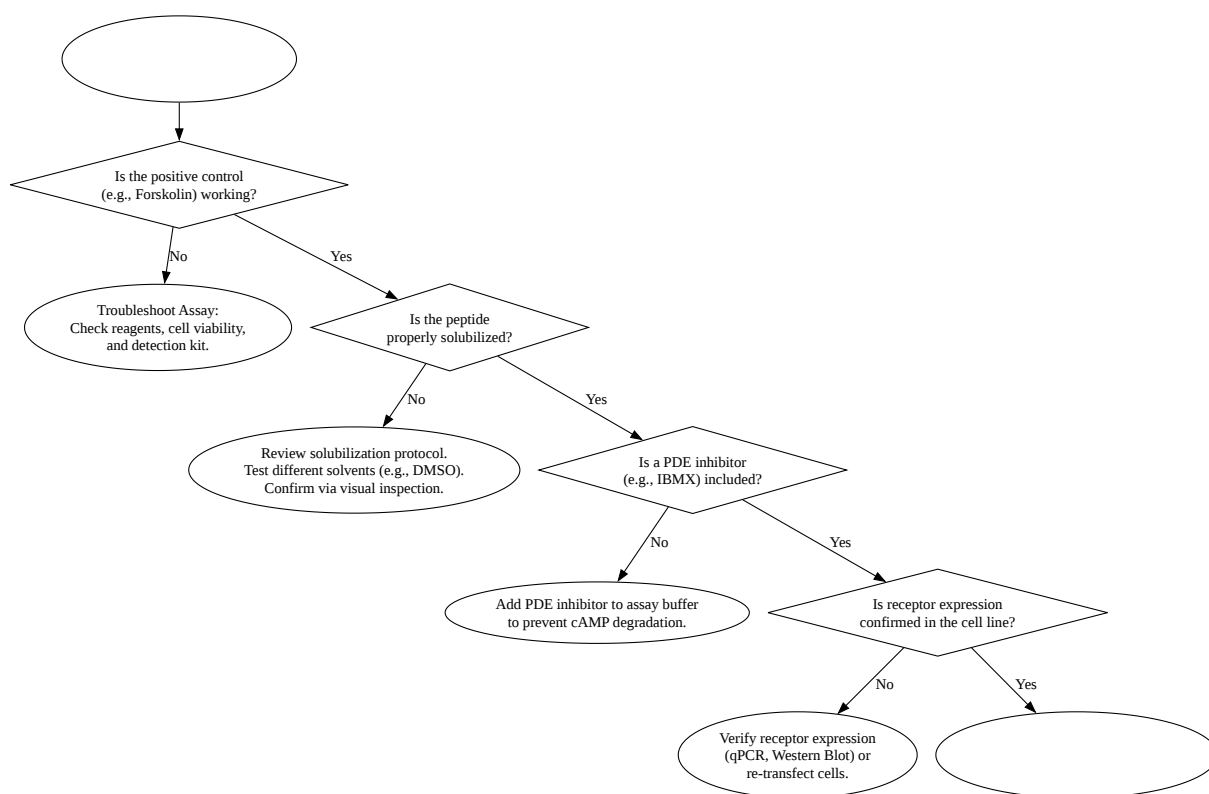 Is the positive control
(e.g., Forskolin) working?
No
Yes
Troubleshoot Assay:
Check reagents, cell viability,
and detection kit.
Is the peptide
properly solubilized?
No
Yes
Review solubilization protocol.
Test different solvents (e.g., DMSO).
Confirm via visual inspection.
Is a PDE inhibitor
(e.g., IBMX) included?
No
Yes
Add PDE inhibitor to assay buffer
to prevent cAMP degradation.
Is receptor expression
confirmed in the cell line?
No
Yes
Verify receptor expression
(qPCR, Western Blot) or
re-transfect cells.